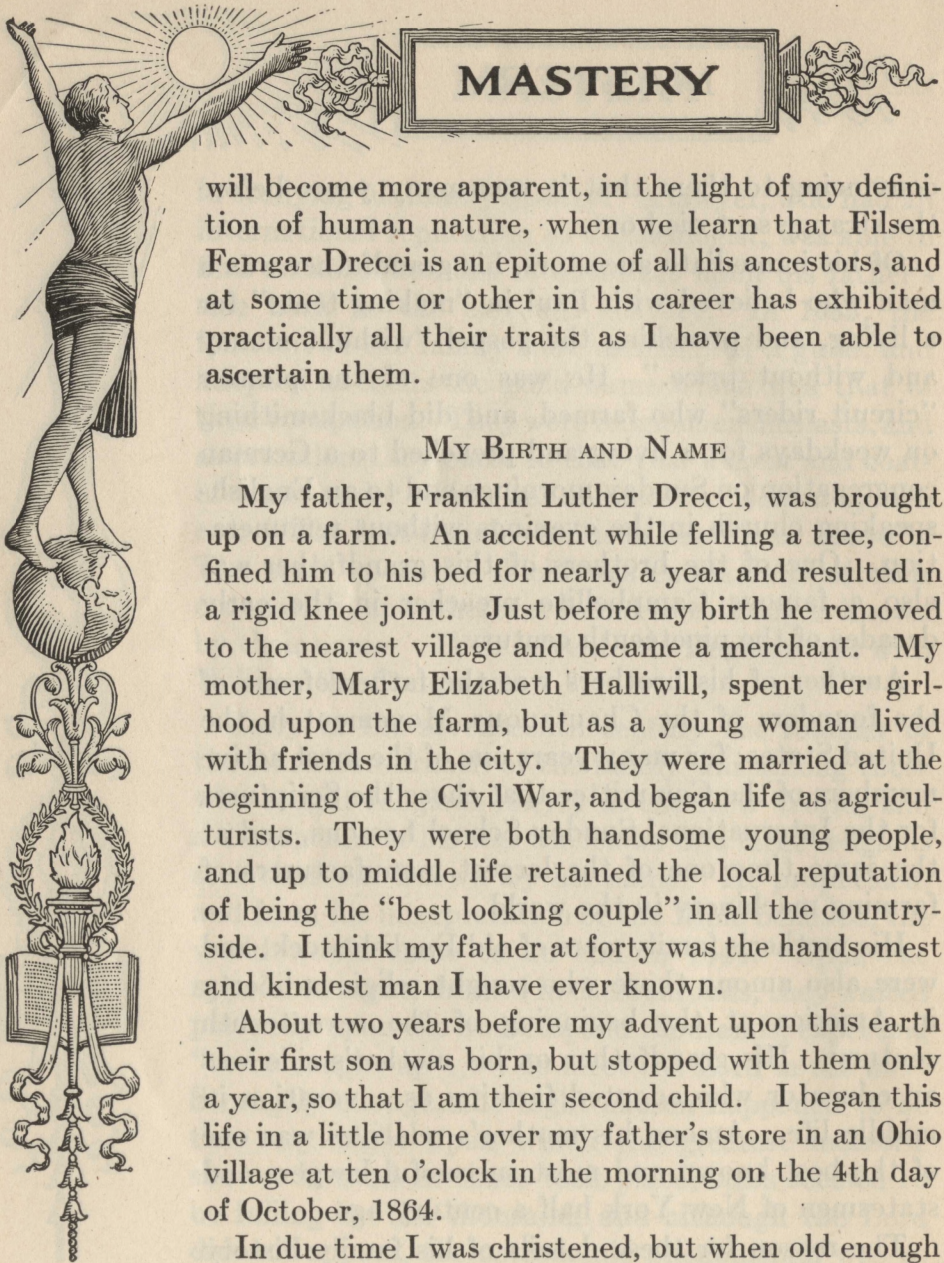 MASTERY
will become more apparent, in the light of my defini-
tion of human nature, when we learn that Filsem
Femgar Drecci is an epitome of all his ancestors, and
at some time or other in his career has exhibited
practically all their traits as I have been able to
ascertain them.
My Birth and Name
My father, Franklin Luther Drecci, was brought
up on a farm. An accident while felling a tree, con-
fined him to his bed for nearly a year and resulted in
a rigid knee joint. Just before my birth he removed
to the nearest village and became a merchant. My
mother, Mary Elizabeth Halliwill, spent her girl-
hood upon the farm, but as a young woman lived
with friends in the city. They were married at the
beginning of the Civil War, and began life as agricul-
turists. They were both handsome young people,
and up to middle life retained the local reputation
of being the “best looking couple” in all the country-
side. I think my father at forty was the handsomest
and kindest man I have ever known.
About two years before my advent upon this earth
their first son was born, but stopped with them only
a year, so that I am their second child. I began this
life in a little home over my father’s store in an Ohio
village at ten o’clock in the morning on the 4th day
of October, 1864.
In due time I was christened, but when old enough